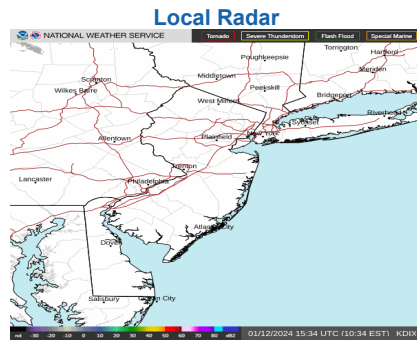 Local Radar
NATIONAL WEATHER SERVICE
Tornado
Severe Thunderstorm
Flash Flood
Special Marine
Torrington
Hartford
Poughkeepsie
Meriden
Scranton
Middletown
Wilkes Barre
Peekskill
Bridgeport
West Milford
Riverhead
Syosset
New York
Allentown
Plainfield
Trenton
Lancaster
Philadelphia
Atlantic City
Dover
Salisbury
Ocean City
nd -30 -20 -10 0 10 20 30 40 50 60 70 80 dBZ
01/12/2024 15:34 UTC (10:34 EST) KDIX